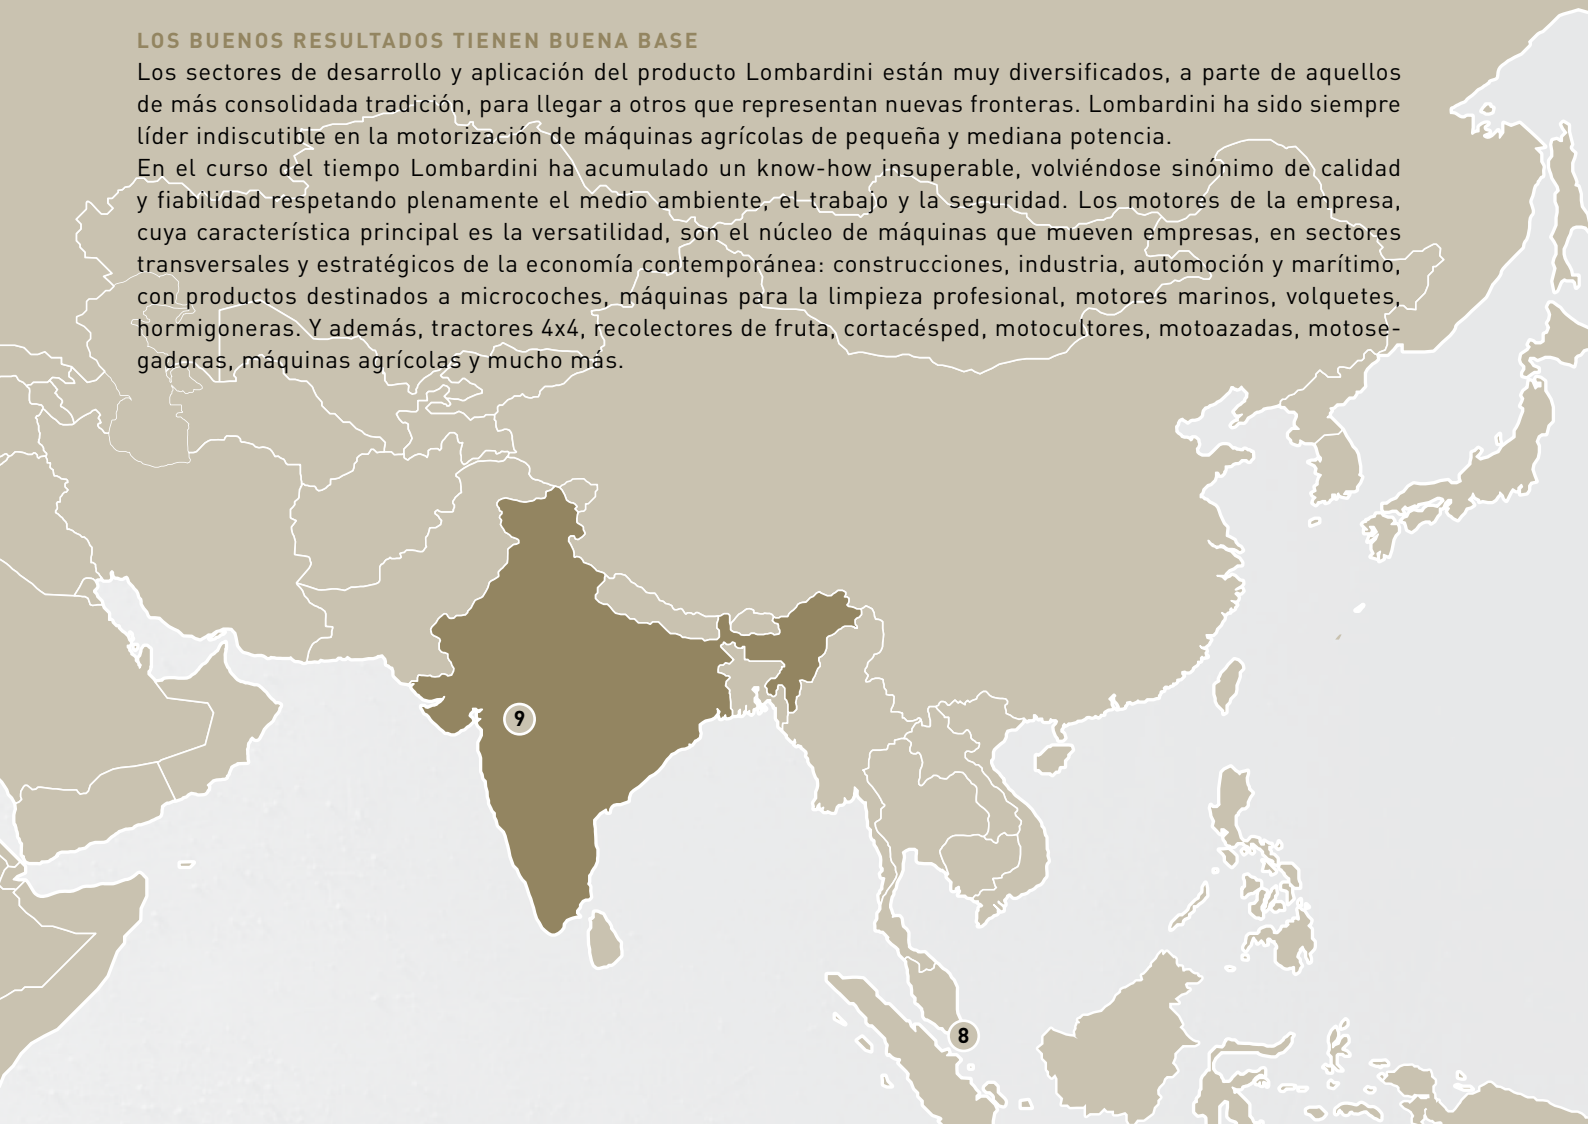 LOS BUENOS RESULTADOS TIENEN BUENA BASE
Los sectores de desarrollo y aplicación del producto Lombardini están muy diversificados, a parte de aquellos
de más consolidada tradición, para llegar a otros que representan nuevas fronteras. Lombardini ha sido siempre
líder indiscutible en la motorización de máquinas agrícolas de pequeña y mediana potencia.
En el curso del tiempo Lombardini ha acumulado un know-how insuperable, volviéndose sinónimo de calidad
y fiabilidad respetando plenamente el medio ambiente, el trabajo y la seguridad. Los motores de la empresa,
cuya característica principal es la versatilidad, son el núcleo de máquinas que mueven empresas, en sectores
transversales y estratégicos de la economía contemporánea: construcciones, industria, automoción y marítimo,
con productos destinados a microcoches, máquinas para la limpieza profesional, motores marinos, volquetes,
hormigoneras. Y además, tractores 4x4, recolectores de fruta, cortacésped, motocultores, motoazadas, motose-
gadoras, máquinas agrícolas y mucho más.
9
8